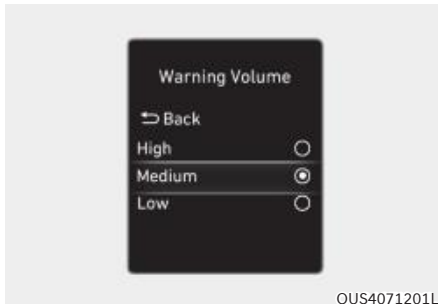 Warning Volume
Back
High
Medium
Low
OUS4071201L